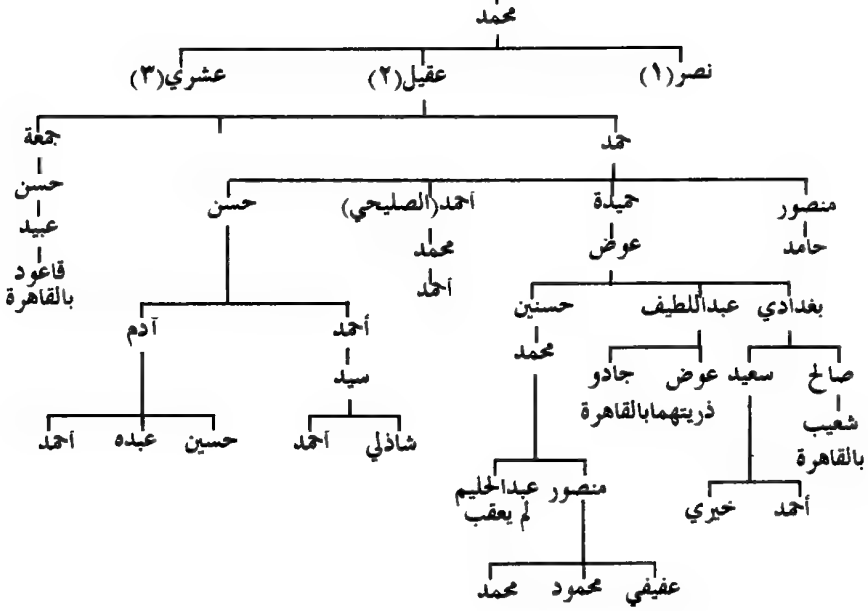 محمد
نصر(١) عقيل(٢) عشري(٣)
حمد جمعة
حسن
منصور حميدة أحمد(الصليحي) حسن
عبيد
حامد عوض محمد
أحمد
قاعود
بالقاهرة
بغدادي عبداللطيف حسنين
أحمد آدم
محمد
صالح سعيد عوض جادو
سيد
شعيب ذريتهمابالقاهرة
بالقاهرة
شاذلي أحمد حسين عبده أحمد
منصور عبدالحليم
لم يعقب
أحمد خيري
عفيفي محمود محمد